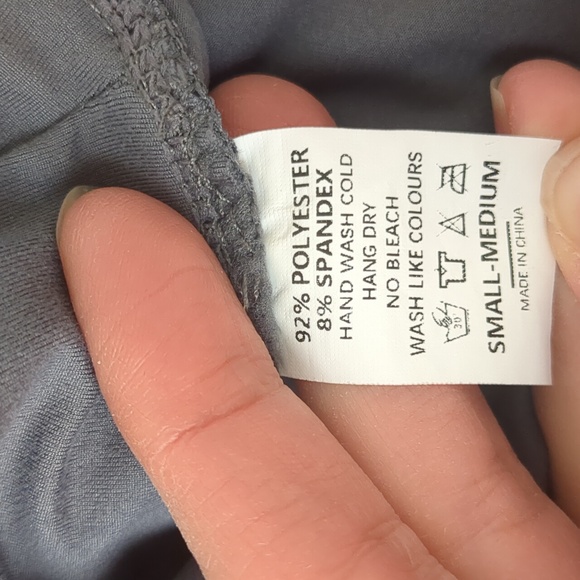 92% POLYESTER
8% SPANDEX
HAND WASH COLD
HANG DRY
NO BLEACH
WASH LIKE COLOURS
30
SMALL-MEDIUM
MADE IN CHINA